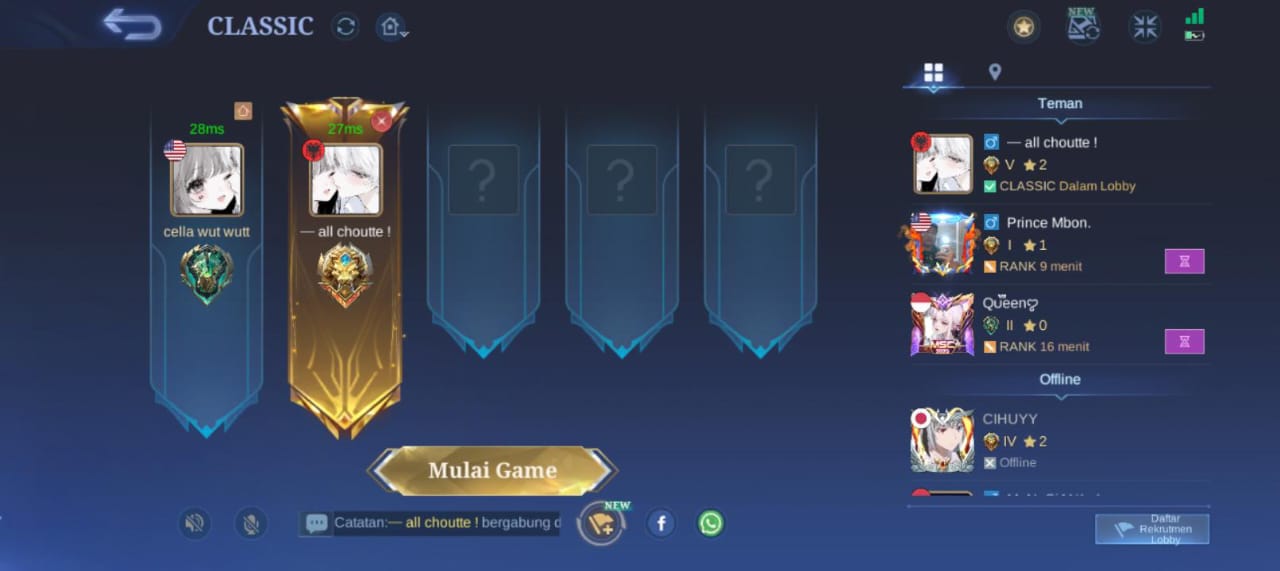 CLASSIC
NEW
28ms
27ms
cella wut wutt
— all choutte !
?
?
?
Mulai Game
Catatan:— all choutte ! bergabung d
NEW
Teman
— all choutte !
V ★2
CLASSIC Dalam Lobby
Prince Mbon.
I ★1
RANK 9 menit
Queenღ
II ★0
MSC
RANK 16 menit
Offline
CIHUYY
IV ★2
Offline
Daftar
Rekrutmen
Lobby